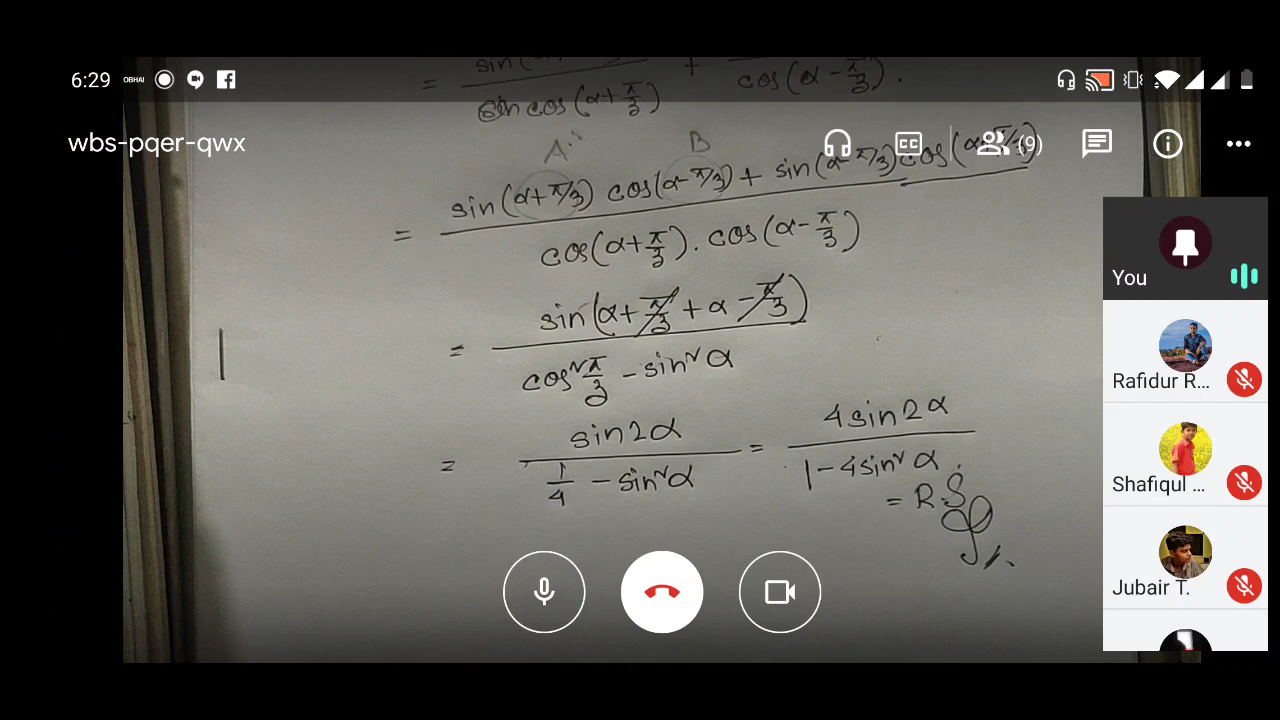 6:29 OBHAI
wbs-pqer-qwx (9)
= + cos(α - π/3).
cos(α + π/3)
A B
= sin(α+π/3) cos(α-π/3) + sin(α-π/3) cos(α+π/3)
cos(α+π/3) . cos(α-π/3)
= sin(α+π/3 + α - π/3)
cos²π/3 - sin²α
= sin2α / (1/4 - sin²α) = 4sin2α / (1-4sin²α)
= R.S
You
Rafidur R...
Shafiqul ...
Jubair T.